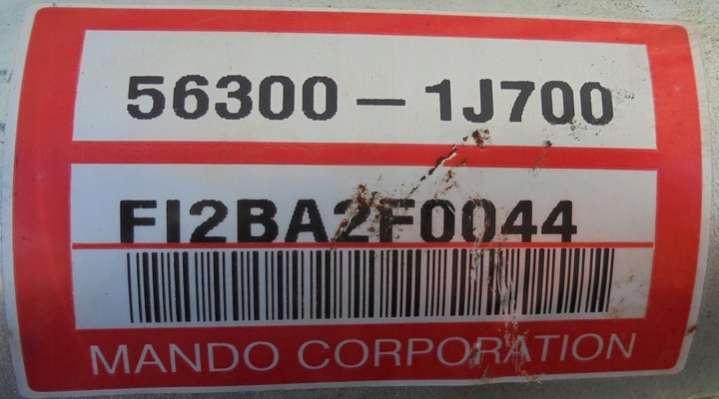 56300 - 1J700
FI2BA2F0044
MANDO CORPORATION